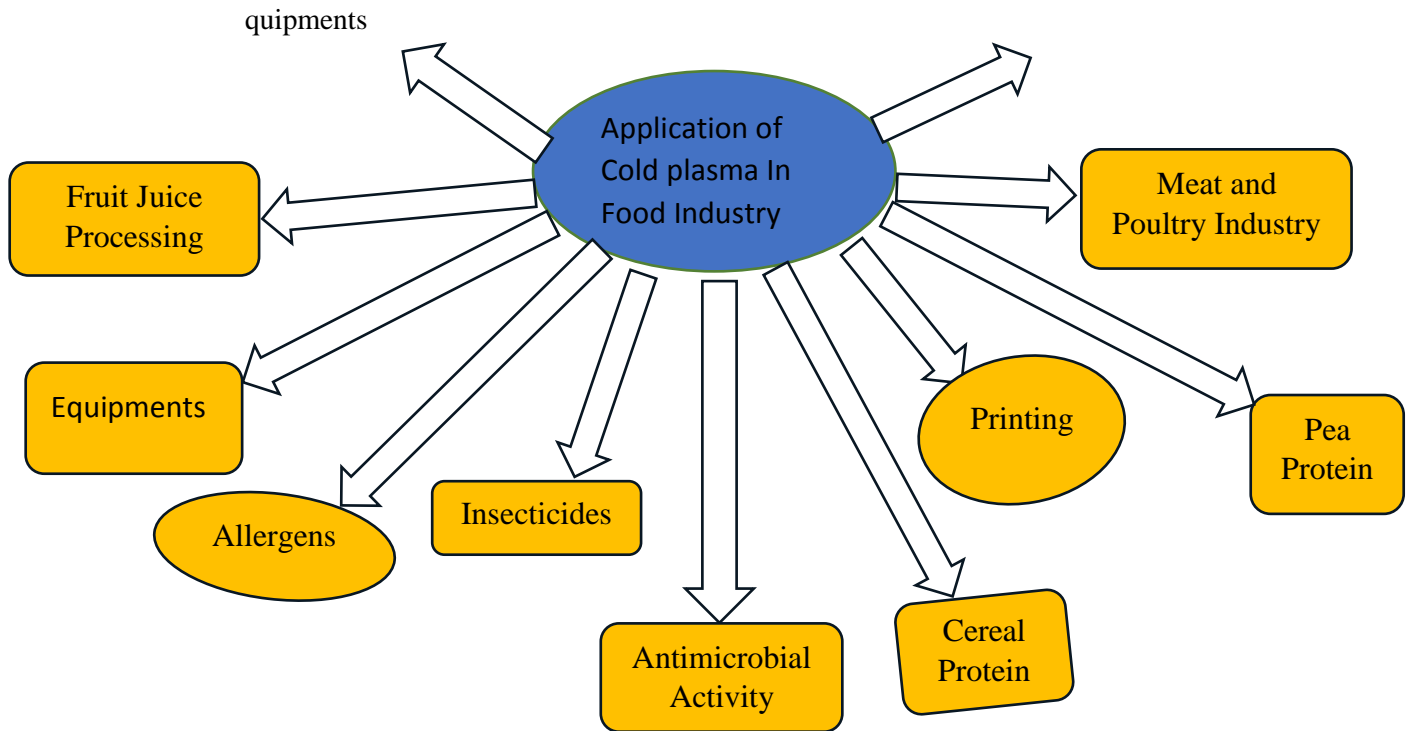 quipments
Application of
Cold plasma In
Food Industry
Fruit Juice
Processing
Meat and
Poultry Industry
Equipments
Printing
Pea
Protein
Allergens
Insecticides
Antimicrobial
Activity
Cereal
Protein